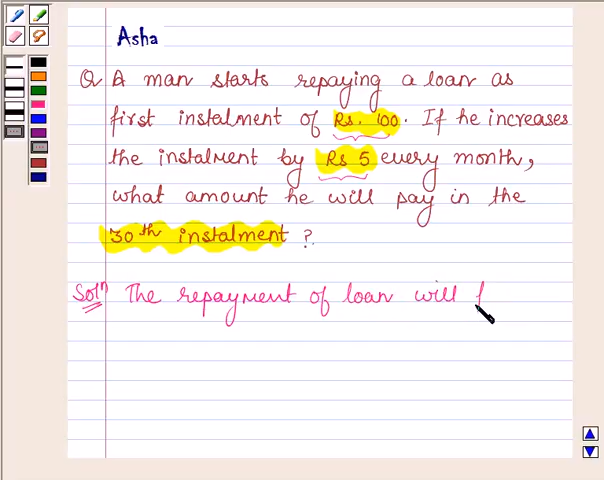 Asha
Q A man starts repaying a loan as
first instalment of Rs. 100. If he increases
the instalment by Rs 5 every month,
what amount he will pay in the
30th instalment ?
Solⁿ The repayment of loan will